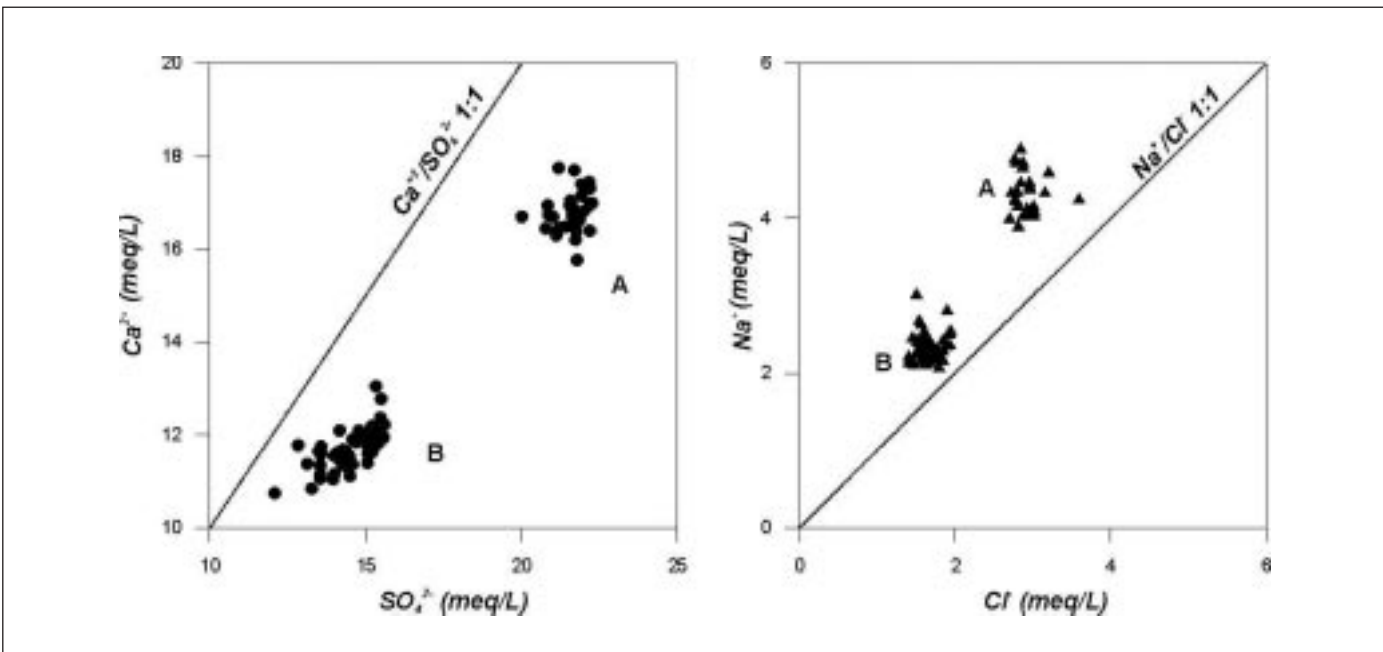 20
18
16
14
12
10
Ca²⁺ (meq/L)
Ca⁺²/SO₄²⁻ 1:1
A
B
10
15
20
25
SO₄²⁻ (meq/L)
6
4
2
0
Na⁺ (meq/L)
Na⁺/Cl⁻ 1:1
A
B
0
2
4
6
Cl⁻ (meq/L)